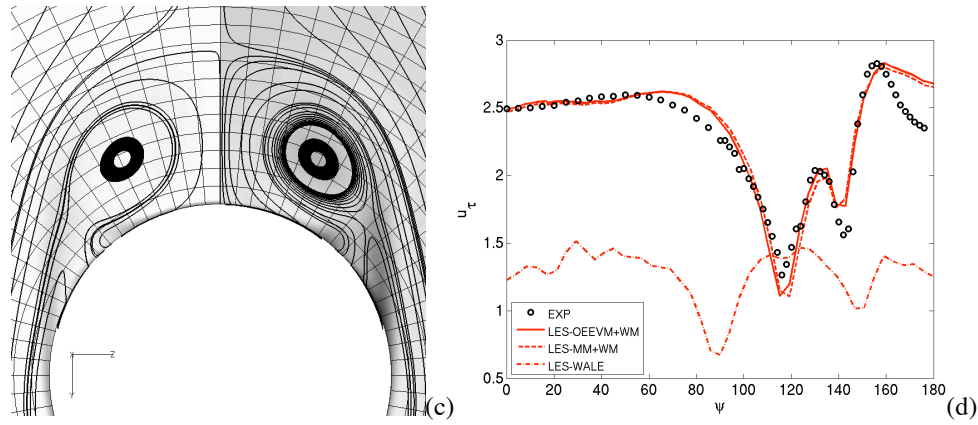 X
Z
Y
(c)
3
2.5
2
1.5
1
0.5
u τ
0 20 40 60 80 100 120 140 160 180
ψ
EXP
LES-OEEVM+WM
LES-MM+WM
LES-WALE
(d)